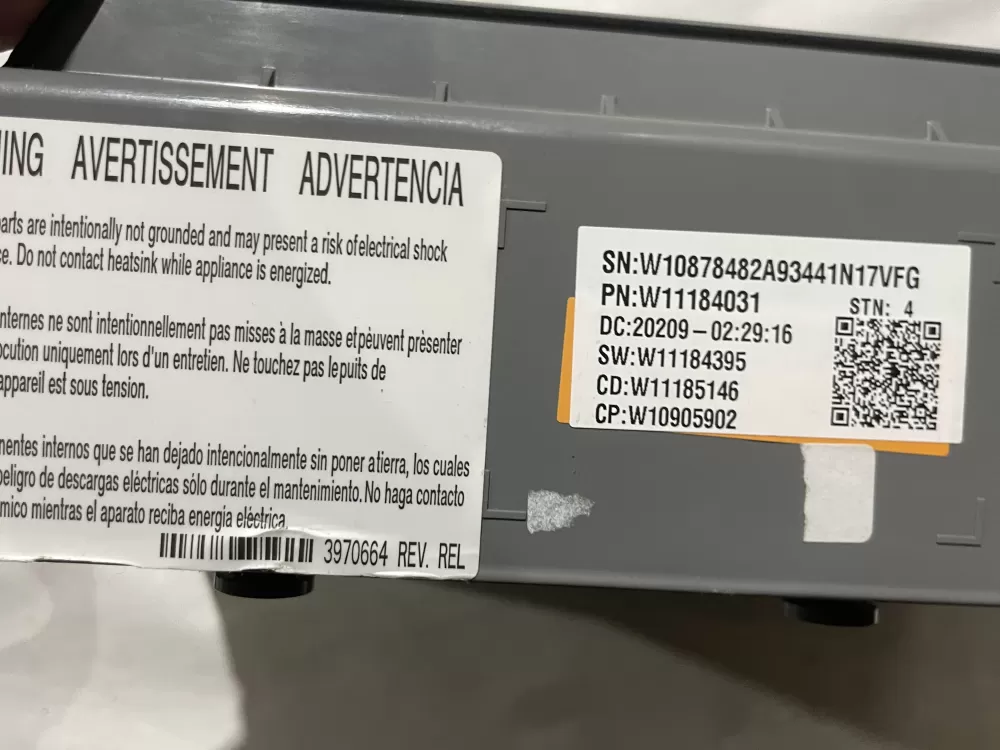 ING AVERTISSEMENT ADVERTENCIA
arts are intentionally not grounded and may present a risk of electrical shock
ce. Do not contact heatsink while appliance is energized.
nternes ne sont intentionnellement pas misses à la masse et pèuvent prèsenter
ocution uniquement lors d'un entretien. Ne touchez pas le puits de
appareil est sous tension.
nentes internos que se han dejado intencionalmente sin poner a tierra, los cuales
peligro de descargas eléctricas sólo durante el mantenimiento. No haga contacto
mico mientras el aparato reciba energía eléctrica.
3970664 REV. REL
SN:W10878482A93441N17VFG
PN:W11184031
STN: 4
DC:20209-02:29:16
SW:W11184395
CD:W11185146
CP:W10905902